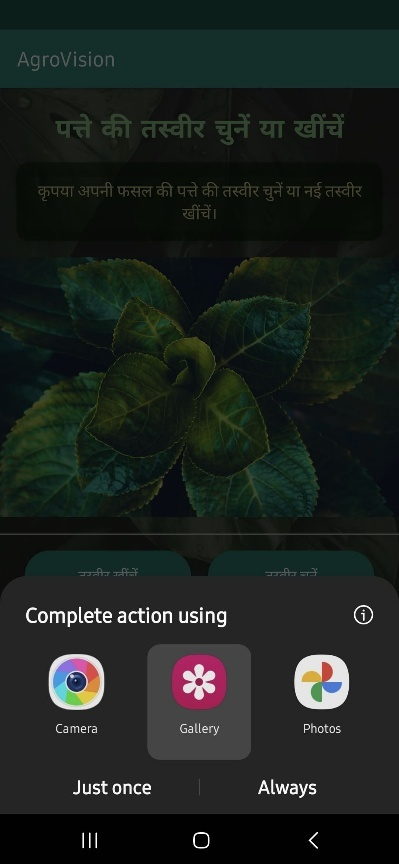 AgroVision
पत्ते की तस्वीर चुनें या खींचें
कृपया अपनी फसल की पत्ते की तस्वीर चुनें या नई तस्वीर
खींचें।
तस्वीर खींचें
तस्वीर चुनें
Complete action using
Camera
Gallery
Photos
Just once
Always